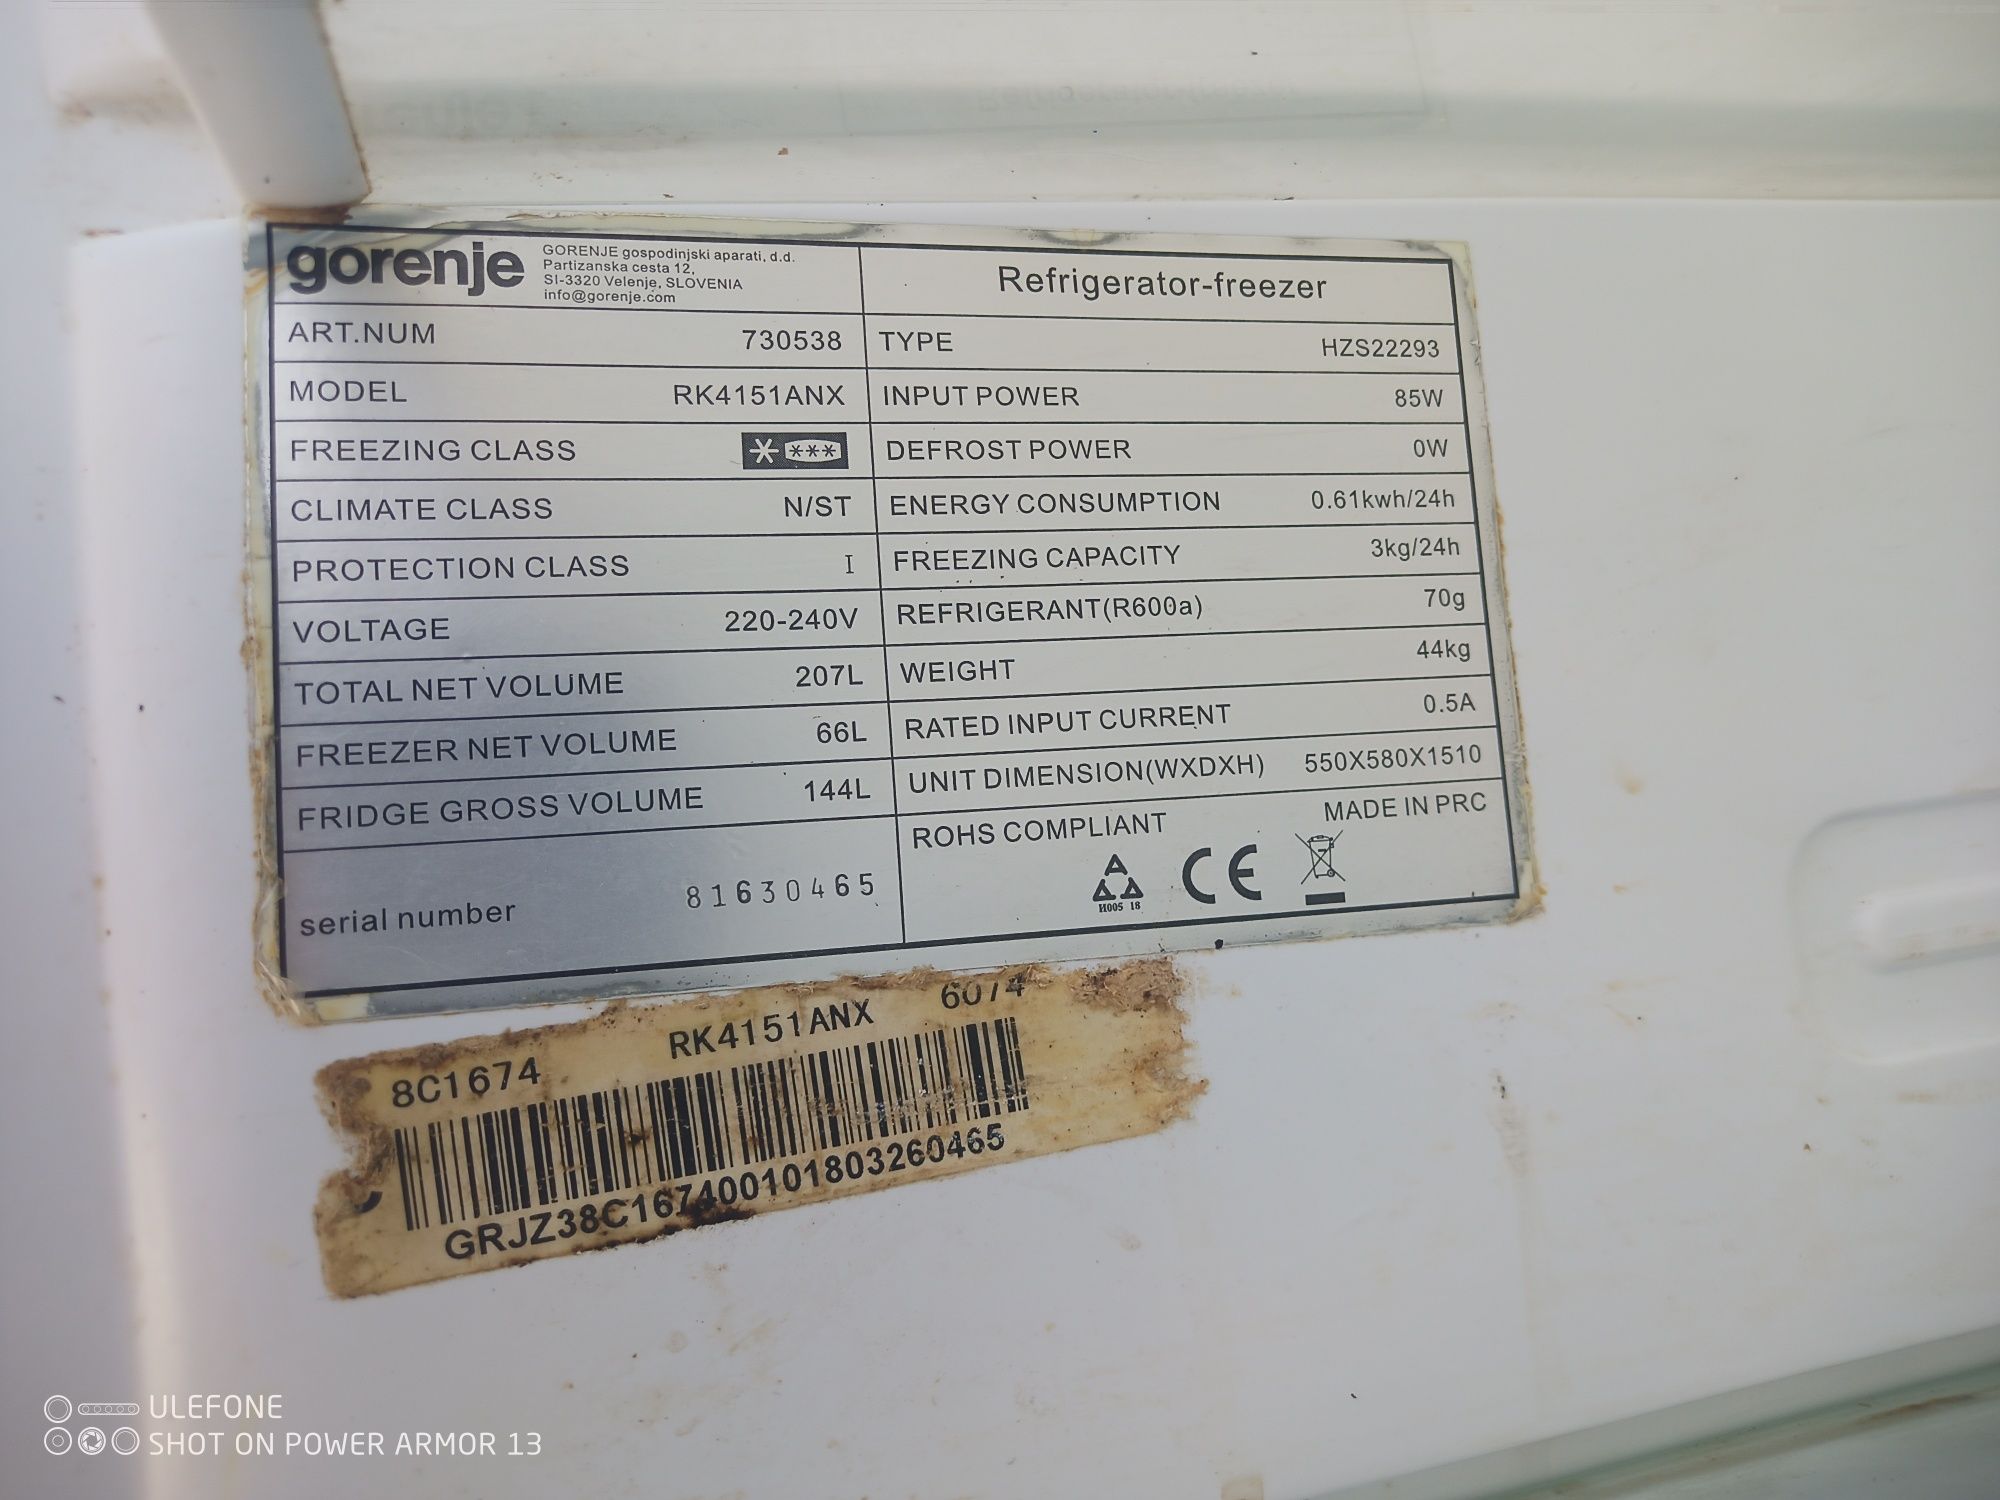 gorenje
GORENJE gospodinjski aparati, d.d.
Partizanska cesta 12,
SI-3320 Velenje, SLOVENIA
info@gorenje.com
Refrigerator-freezer
ART.NUM 730538
TYPE HZS22293
MODEL RK4151ANX
INPUT POWER 85W
FREEZING CLASS
DEFROST POWER 0W
CLIMATE CLASS N/ST
ENERGY CONSUMPTION 0.61kwh/24h
PROTECTION CLASS I
FREEZING CAPACITY 3kg/24h
VOLTAGE 220-240V
REFRIGERANT(R600a) 70g
TOTAL NET VOLUME 207L
WEIGHT 44kg
FREEZER NET VOLUME 66L
RATED INPUT CURRENT 0.5A
FRIDGE GROSS VOLUME 144L
UNIT DIMENSION(WXDXH) 550X580X1510
serial number 81630465
ROHS COMPLIANT MADE IN PRC
H005 18
CE
8C1674 RK4151ANX 6074
GRJZ38C16740010180326​0465
ULEFONE
SHOT ON POWER ARMOR 13